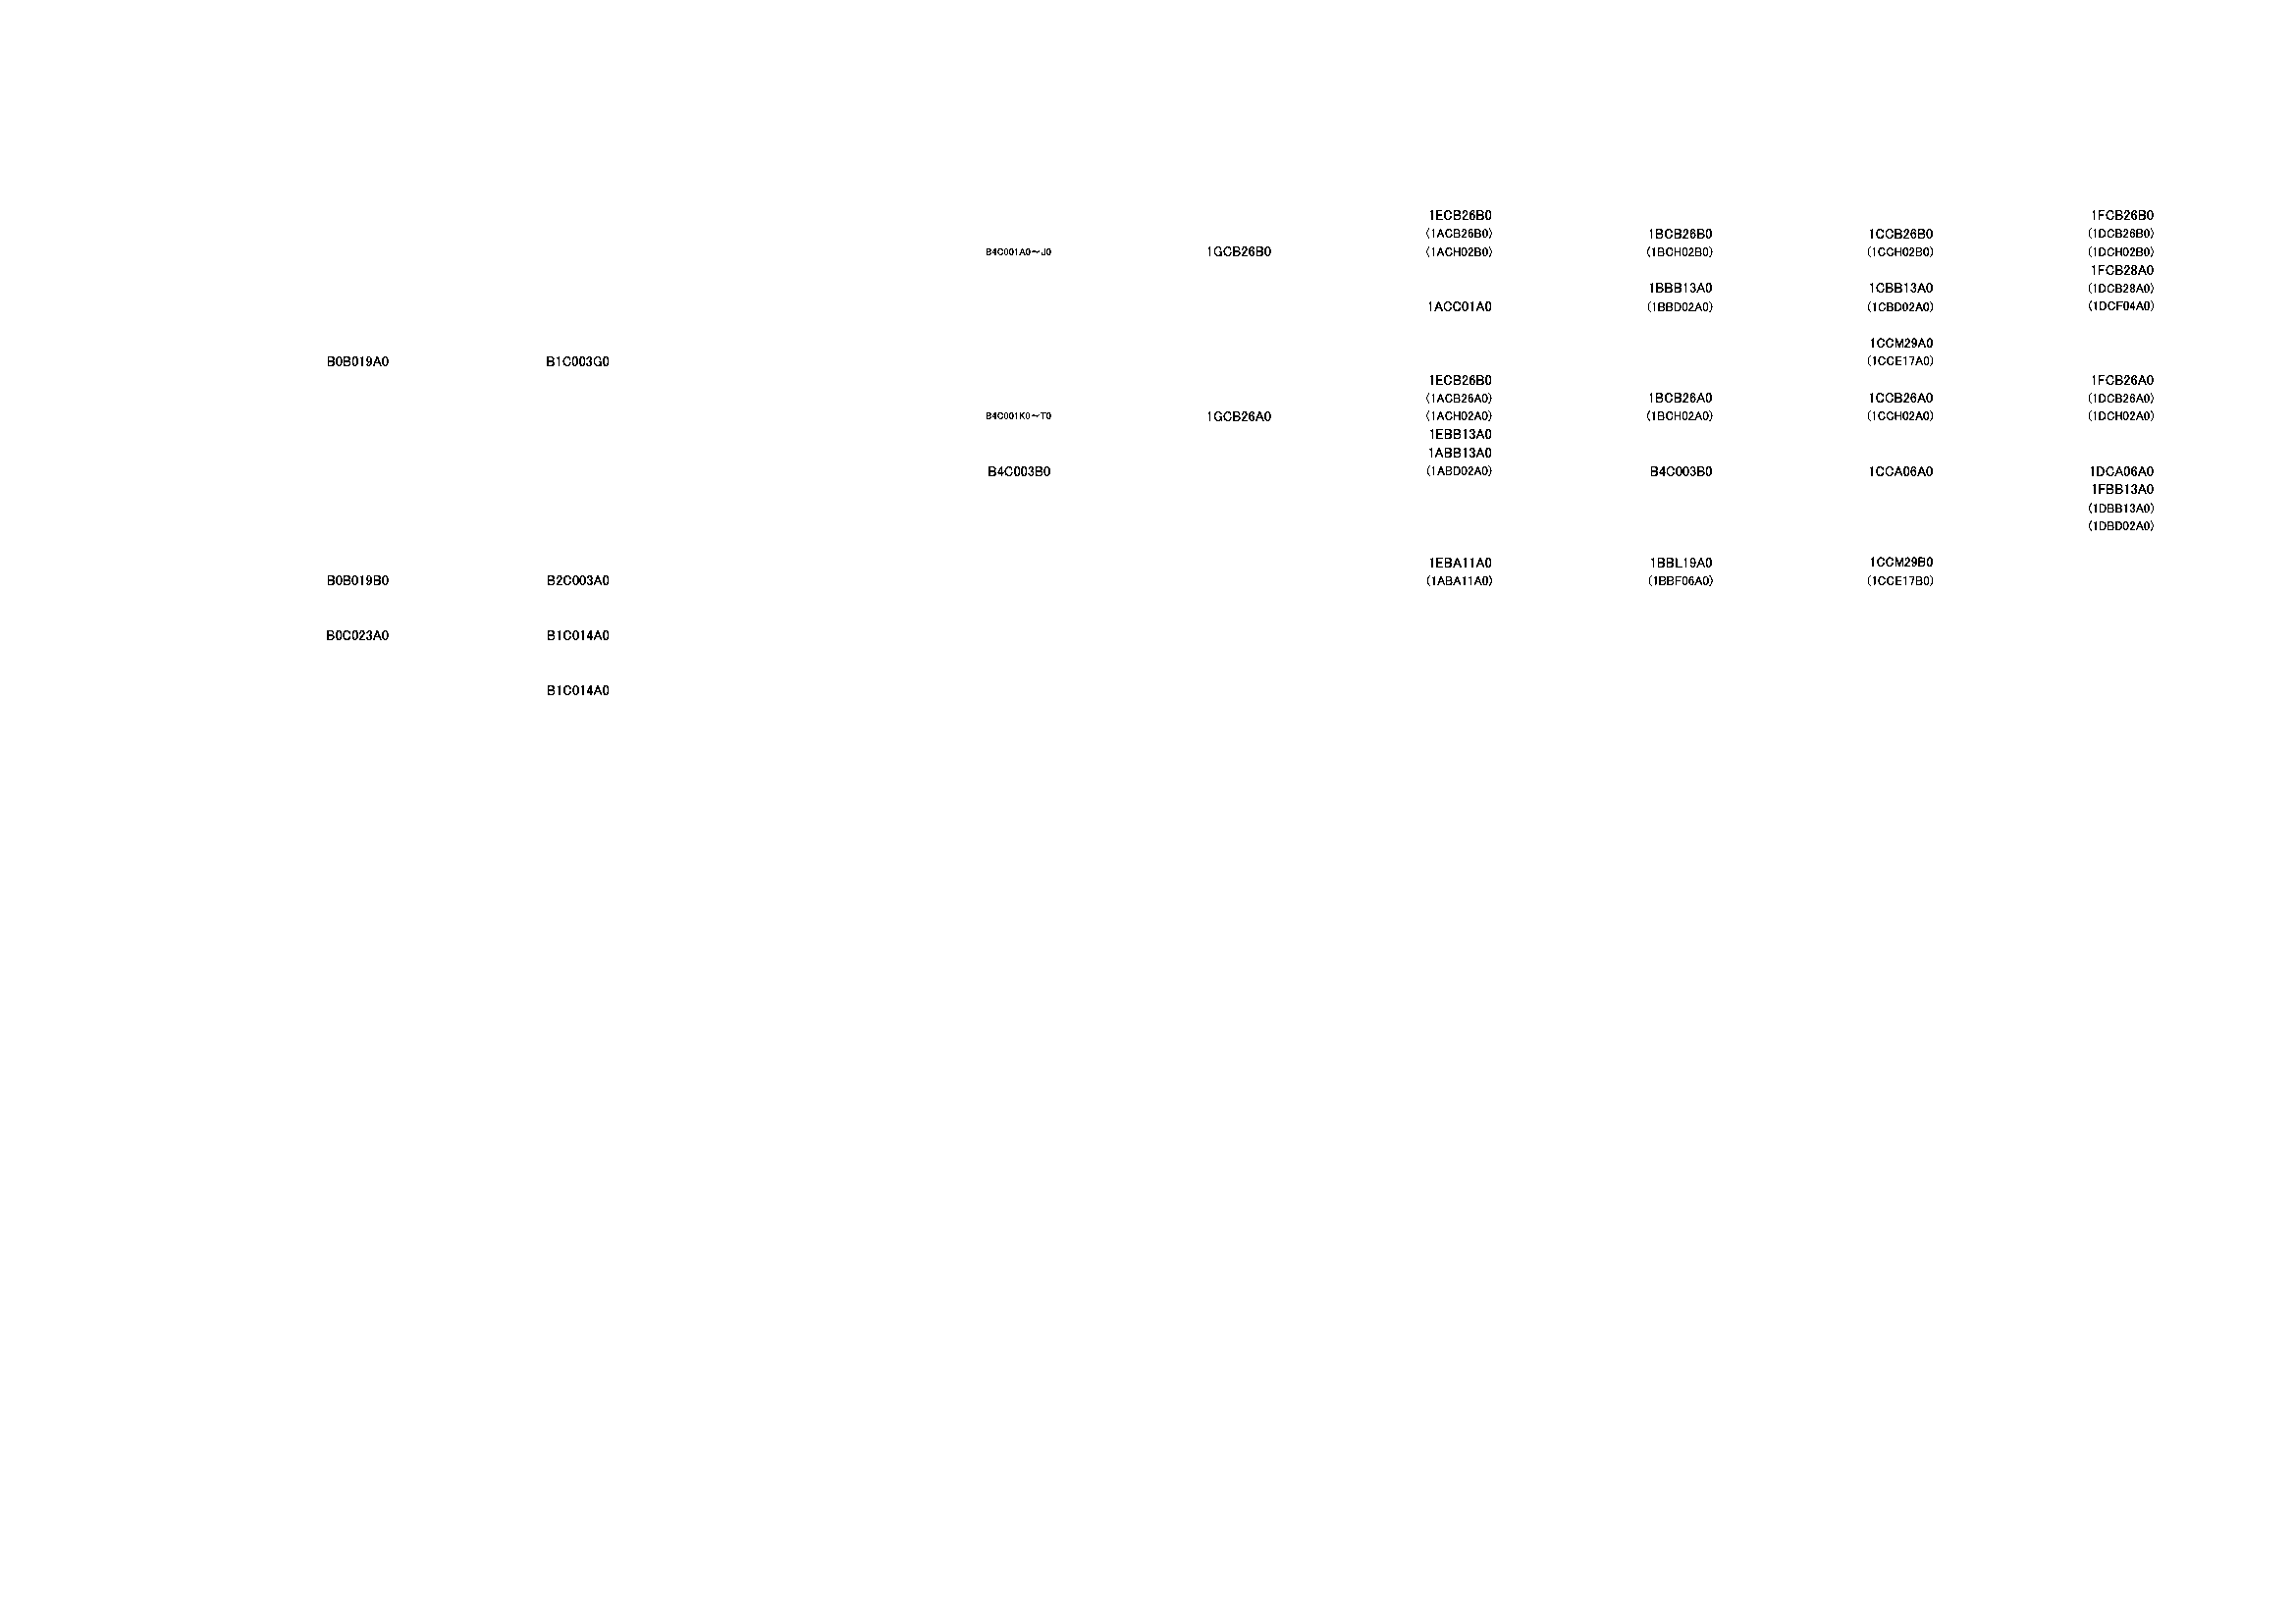 1ECB26B0 1FCB26B0
(1ACB26B0) 1BCB26B0 1CCB26B0 (1DCB26B0)
B4C001A0~J0 1GCB26B0 (1ACH02B0) (1BCH02B0) (1CCH02B0) (1DCH02B0)
1FCB28A0
1BBB13A0 1CBB13A0 (1DCB28A0)
1ACC01A0 (1BBD02A0) (1CBD02A0) (1DCF04A0)
1CCM29A0
B0B019A0 B1C003G0 (1CCE17A0)
1ECB26B0 1FCB26A0
(1ACB26A0) 1BCB26A0 1CCB26A0 (1DCB26A0)
B4C001K0~T0 1GCB26A0 (1ACH02A0) (1BCH02A0) (1CCH02A0) (1DCH02A0)
1EBB13A0
1ABB13A0
B4C003B0 (1ABD02A0) B4C003B0 1CCA06A0 1DCA06A0
1FBB13A0
(1DBB13A0)
(1DBD02A0)
1EBA11A0 1BBL19A0 1CCM29B0
B0B019B0 B2C003A0 (1ABA11A0) (1BBF06A0) (1CCE17B0)
B0C023A0 B1C014A0
B1C014A0